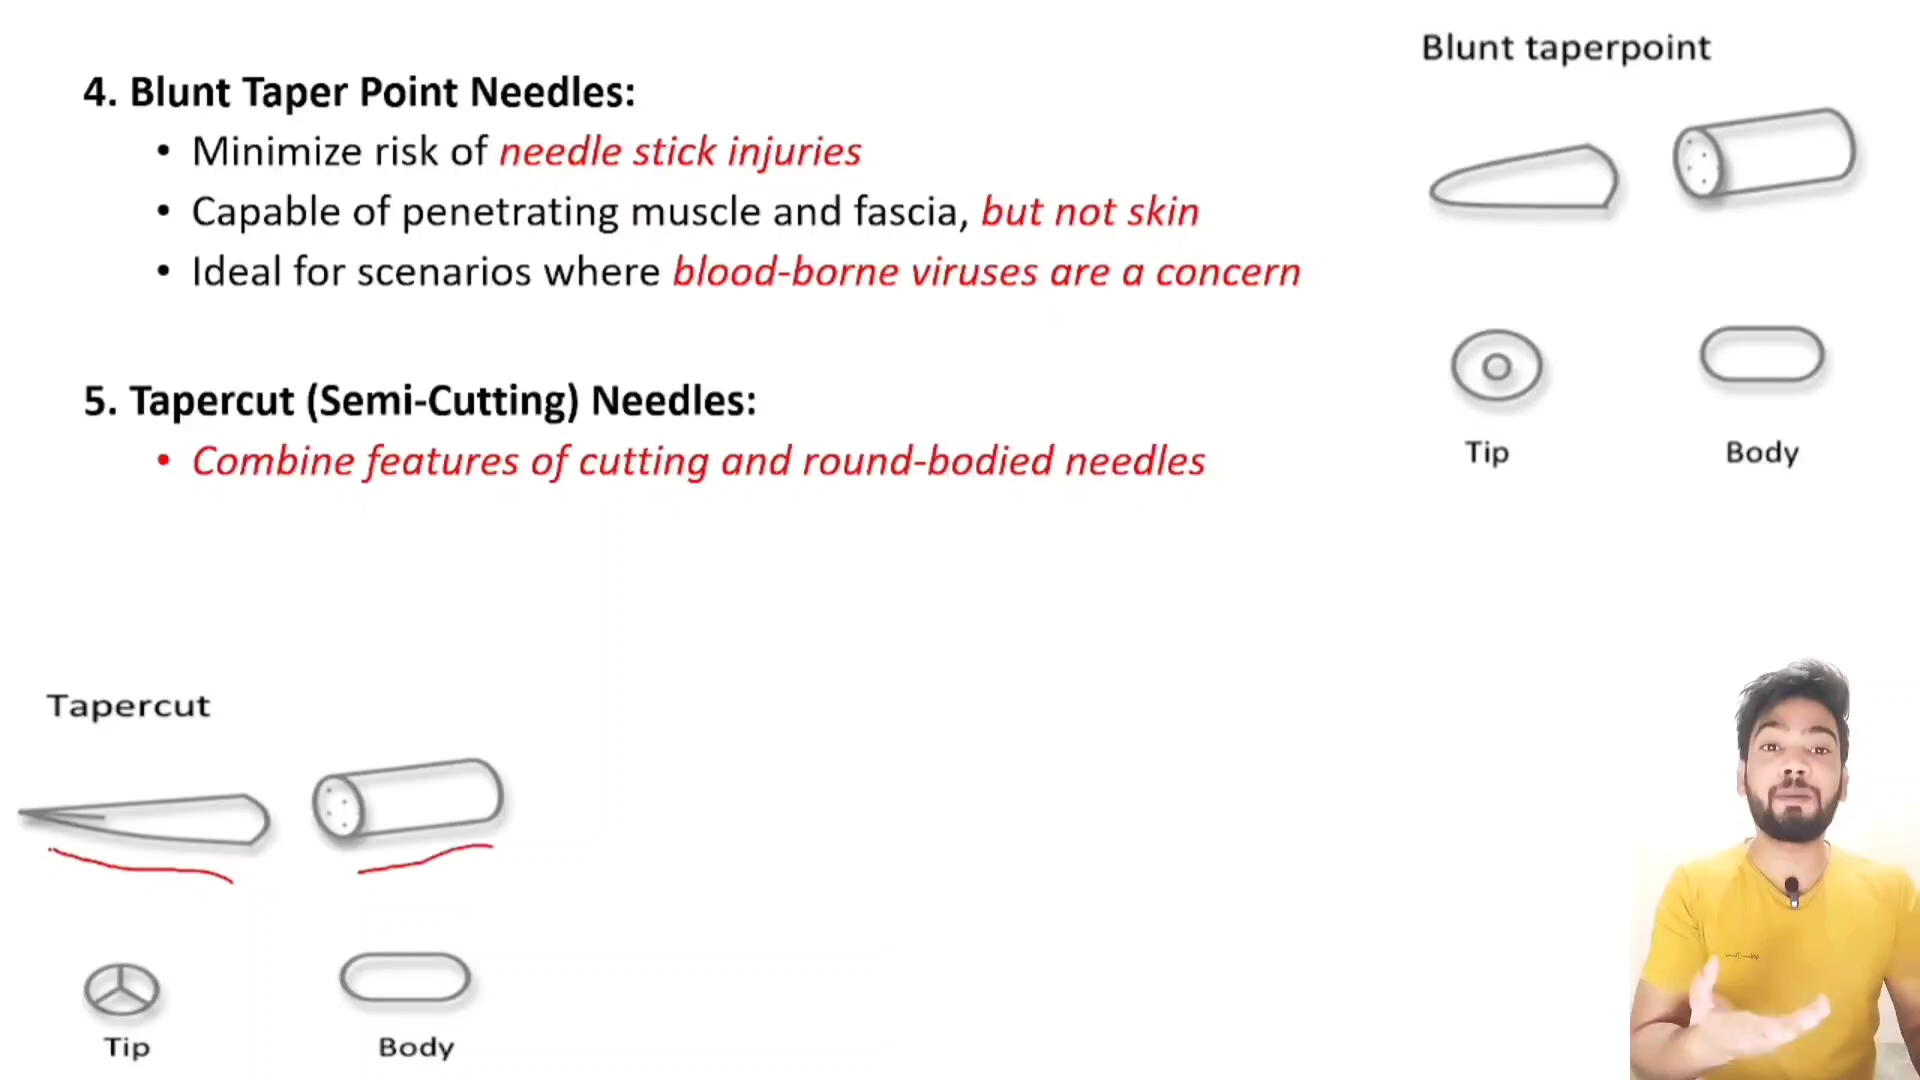 Blunt taperpoint
4. Blunt Taper Point Needles:
• Minimize risk of needle stick injuries
• Capable of penetrating muscle and fascia, but not skin
• Ideal for scenarios where blood-borne viruses are a concern
5. Tapercut (Semi-Cutting) Needles:
• Combine features of cutting and round-bodied needles
Tip
Body
Tapercut
Tip
Body